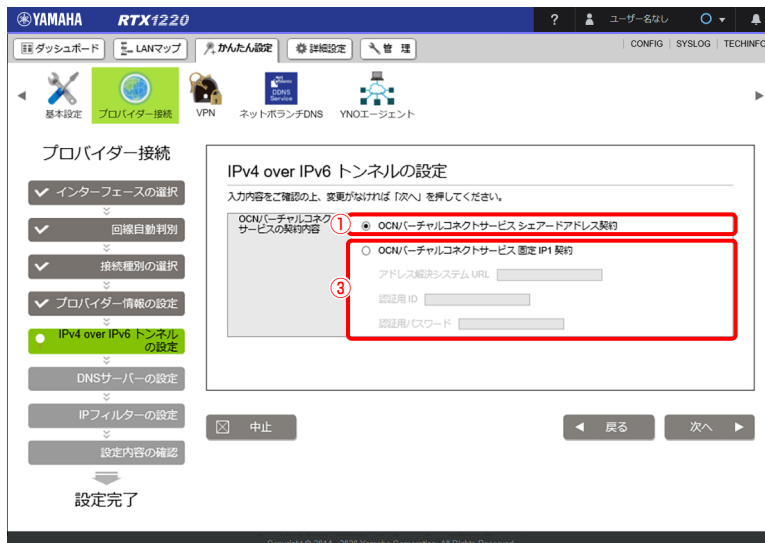 YAMAHA RTX1220
? ユーザー名なし
ダッシュボード LANマップ かんたん設定 詳細設定 管 理 CONFIG SYSLOG TECHINFO
基本設定 プロバイダー接続 VPN ネットボランチDNS YNOエージェント
DDNS
Service
プロバイダー接続
インターフェースの選択
回線自動判別
接続種別の選択
プロバイダー情報の設定
IPv4 over IPv6 トンネル
の設定
DNSサーバーの設定
IPフィルターの設定
設定内容の確認
設定完了
IPv4 over IPv6 トンネルの設定
入力内容をご確認の上、変更がなければ「次へ」を押してください。
OCNバーチャルコネクト
サービスの契約内容
① OCNバーチャルコネクトサービス シェアードアドレス契約
OCNバーチャルコネクトサービス 固定 IP1 契約
③
アドレス解決システム URL
認証用 ID
認証用パスワード
中止 戻る 次へ